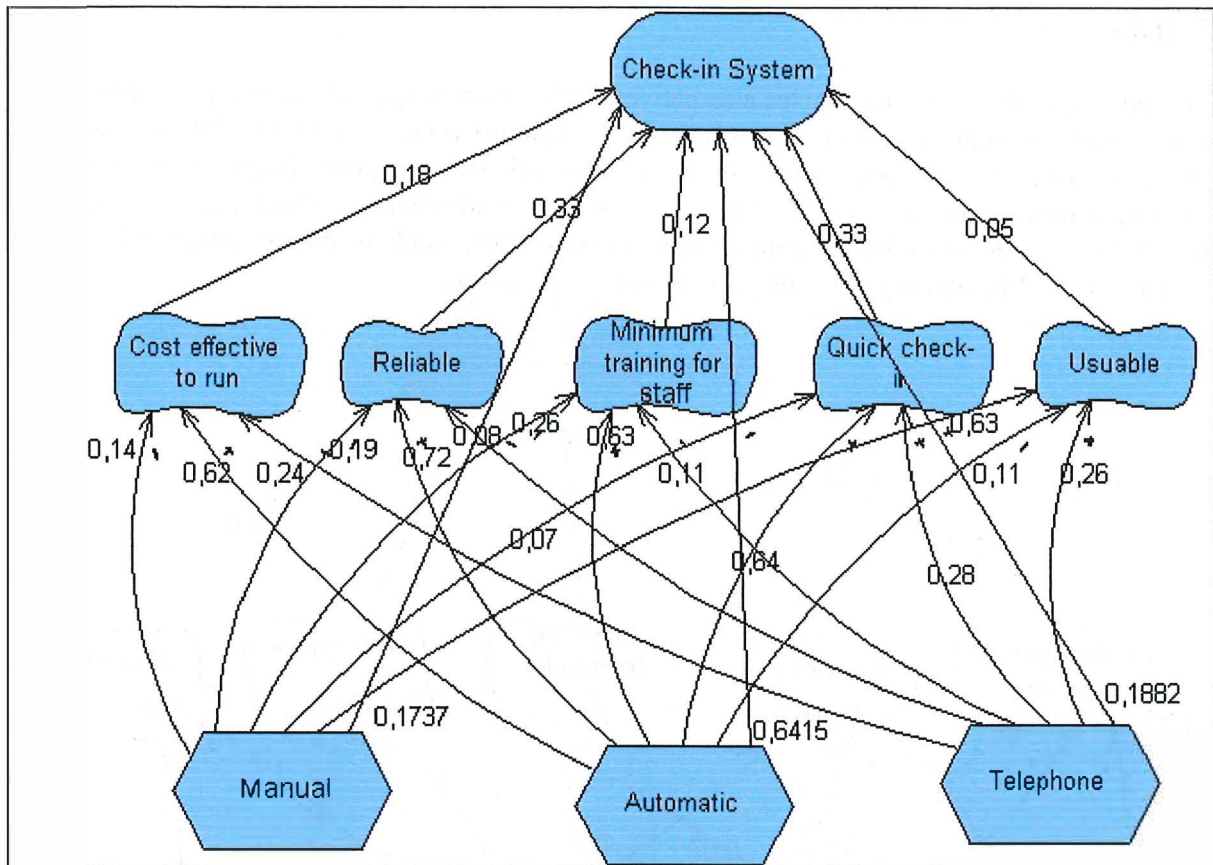 Check-in System
0,18
0,33
0,12
0,33
0,05
Cost effective
to run
Reliable
Minimum
training for
staff
Quick check-
in
Usuable
0,14
0,62
0,24
0,19
0,72
0,08
0,26
0,63
0,11
0,63
0,11
0,26
0,07
0,64
0,28
0,1737
0,6415
0,1882
Manual
Automatic
Telephone